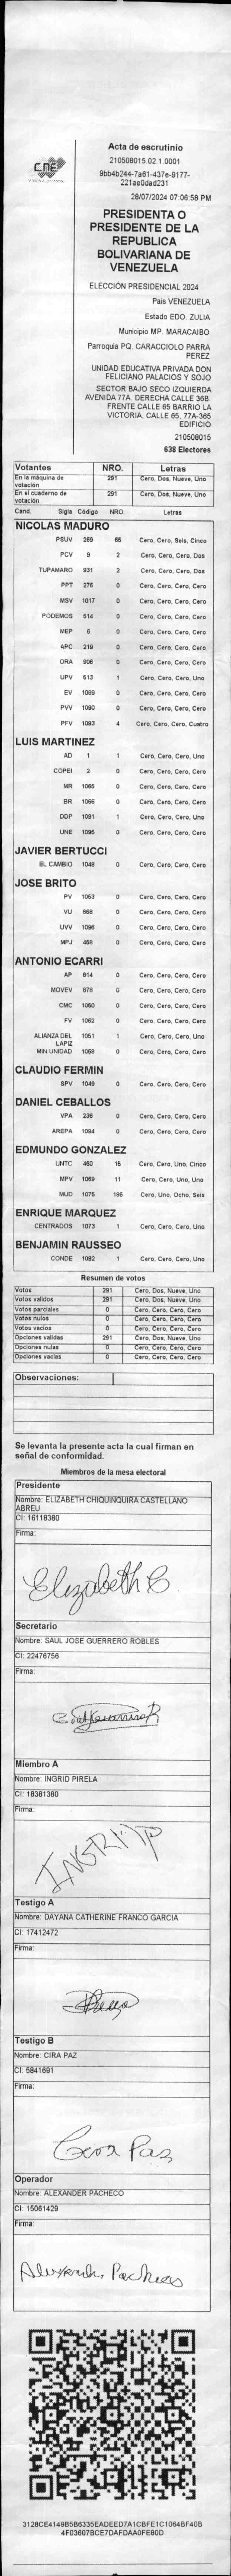 CNE
Acta de escrutinio
210508015.02.1.0001
9bb4b244-7a61-437e-9177-
221ae0dad231
28/07/2024 07:06:58 PM
PRESIDENTA O
PRESIDENTE DE LA
REPUBLICA
BOLIVARIANA DE
VENEZUELA
ELECCIÓN PRESIDENCIAL 2024
Pais VENEZUELA
Estado EDO. ZULIA
Municipio MP. MARACAIBO
Parroquia PQ. CARACCIOLO PARRA
PEREZ
UNIDAD EDUCATIVA PRIVADA DON
FELICIANO PALACIOS Y SOJO
SECTOR BAJO SECO IZQUIERDA
AVENIDA 77A. DERECHA CALLE 36B.
FRENTE CALLE 65 BARRIO LA
VICTORIA, CALLE 65, 77A-365
EDIFICIO
210508015
638 Electores
Votantes NRO. Letras
En la máquina de votación 291 Cero, Dos, Nueve, Uno
En el cuaderno de votación 291 Cero, Dos, Nueve, Uno
Cand. Sigla Código NRO. Letras
NICOLAS MADURO
PSUV 269 65 Cero, Cero, Seis, Cinco
PCV 9 2 Cero, Cero, Cero, Dos
TUPAMARO 931 2 Cero, Cero, Cero, Dos
PPT 276 0 Cero, Cero, Cero, Cero
MSV 1017 0 Cero, Cero, Cero, Cero
PODEMOS 514 0 Cero, Cero, Cero, Cero
MEP 6 0 Cero, Cero, Cero, Cero
APC 219 0 Cero, Cero, Cero, Cero
ORA 906 0 Cero, Cero, Cero, Cero
UPV 613 1 Cero, Cero, Cero, Uno
EV 1089 0 Cero, Cero, Cero, Cero
PVV 1090 0 Cero, Cero, Cero, Cero
PFV 1093 4 Cero, Cero, Cero, Cuatro
LUIS MARTINEZ
AD 1 1 Cero, Cero, Cero, Uno
COPEI 2 0 Cero, Cero, Cero, Cero
MR 1065 0 Cero, Cero, Cero, Cero
BR 1066 0 Cero, Cero, Cero, Cero
DDP 1091 1 Cero, Cero, Cero, Uno
UNE 1095 0 Cero, Cero, Cero, Cero
JAVIER BERTUCCI
EL CAMBIO 1048 0 Cero, Cero, Cero, Cero
JOSE BRITO
PV 1053 0 Cero, Cero, Cero, Cero
VU 868 0 Cero, Cero, Cero, Cero
UVV 1096 0 Cero, Cero, Cero, Cero
MPJ 458 0 Cero, Cero, Cero, Cero
ANTONIO ECARRI
AP 814 0 Cero, Cero, Cero, Cero
MOVEV 978 0 Cero, Cero, Cero, Cero
CMC 1050 0 Cero, Cero, Cero, Cero
FV 1062 0 Cero, Cero, Cero, Cero
ALIANZA DEL LAPIZ 1051 1 Cero, Cero, Cero, Uno
MIN UNIDAD 1068 0 Cero, Cero, Cero, Cero
CLAUDIO FERMIN
SPV 1049 0 Cero, Cero, Cero, Cero
DANIEL CEBALLOS
VPA 236 0 Cero, Cero, Cero, Cero
AREPA 1094 0 Cero, Cero, Cero, Cero
EDMUNDO GONZALEZ
UNTC 460 15 Cero, Cero, Uno, Cinco
MPV 1069 11 Cero, Cero, Uno, Uno
MUD 1075 186 Cero, Uno, Ocho, Seis
ENRIQUE MARQUEZ
CENTRADOS 1073 1 Cero, Cero, Cero, Uno
BENJAMIN RAUSSEO
CONDE 1092 1 Cero, Cero, Cero, Uno
Resumen de votos
Votos 291 Cero, Dos, Nueve, Uno
Votos validos 291 Cero, Dos, Nueve, Uno
Votos parciales 0 Cero, Cero, Cero, Cero
Votos nulos 0 Cero, Cero, Cero, Cero
Votos vacios 0 Cero, Cero, Cero, Cero
Opciones validas 291 Cero, Dos, Nueve, Uno
Opciones nulas 0 Cero, Cero, Cero, Cero
Opciones vacias 0 Cero, Cero, Cero, Cero
Observaciones:
Se levanta la presente acta la cual firman en
señal de conformidad.
Miembros de la mesa electoral
Presidente
Nombre: ELIZABETH CHIQUINQUIRA CASTELLANO
ABREU
CI: 16118380
Firma:
Elizabeth C.
Secretario
Nombre: SAUL JOSE GUERRERO ROBLES
CI: 22476756
Firma:
Miembro A
Nombre: INGRID PIRELA
CI: 18381380
Firma:
INGRID P
Testigo A
Nombre: DAYANA CATHERINE FRANCO GARCIA
CI: 17412472
Firma:
Testigo B
Nombre: CIRA PAZ
CI: 5841691
Firma:
Cira Paz
Operador
Nombre: ALEXANDER PACHECO
CI: 15061429
Firma:
Alexander Pacheco
3128CE4149B5B6335EADEED7A1CBFE1C1064BF40B
4F03607BCE7DAFDAA0FE80D